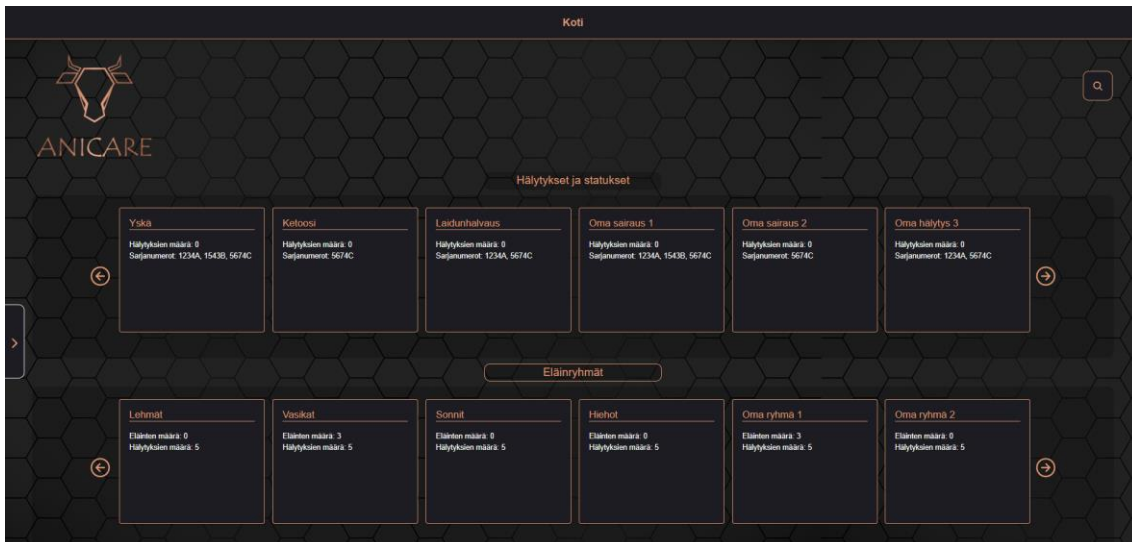 Koti
ANICARE
Hälytykset ja statukset
Yskä
Hälytyksien määrä: 0
Sarjanumerot: 1234A, 1543B, 5674C
Ketoosi
Hälytyksien määrä: 0
Sarjanumerot: 5674C
Laidunhalvaus
Hälytyksien määrä: 0
Sarjanumerot: 1234A, 5674C
Oma sairaus 1
Hälytyksien määrä: 0
Sarjanumerot: 1234A, 1543B, 5674C
Oma sairaus 2
Hälytyksien määrä: 0
Sarjanumerot: 5674C
Oma hälytys 3
Hälytyksien määrä: 0
Sarjanumerot: 1234A, 5674C
Eläinryhmät
Lehmät
Eläinten määrä: 0
Hälytyksien määrä: 5
Vasikat
Eläinten määrä: 3
Hälytyksien määrä: 5
Sonnit
Eläinten määrä: 0
Hälytyksien määrä: 5
Hiehot
Eläinten määrä: 0
Hälytyksien määrä: 5
Oma ryhmä 1
Eläinten määrä: 3
Hälytyksien määrä: 5
Oma ryhmä 2
Eläinten määrä: 0
Hälytyksien määrä: 5